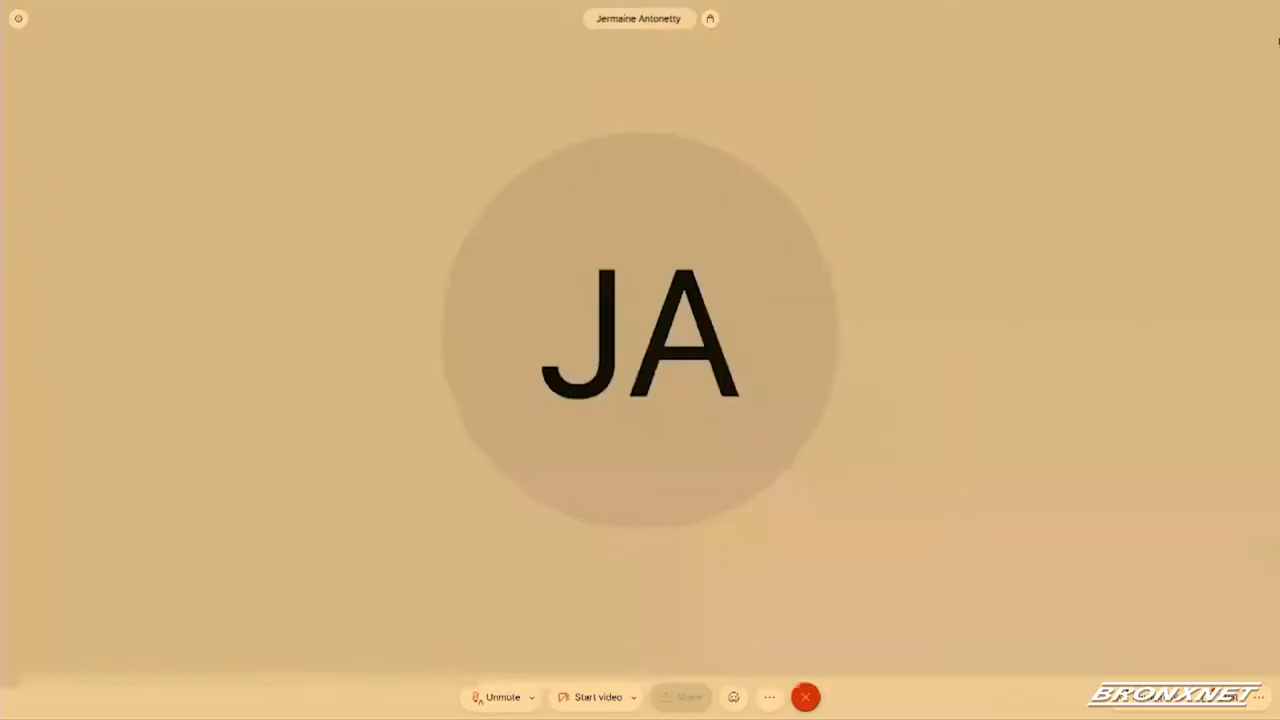 Jermaine Antonetty
JA
Unmute
Start video
Share
BRONXNET